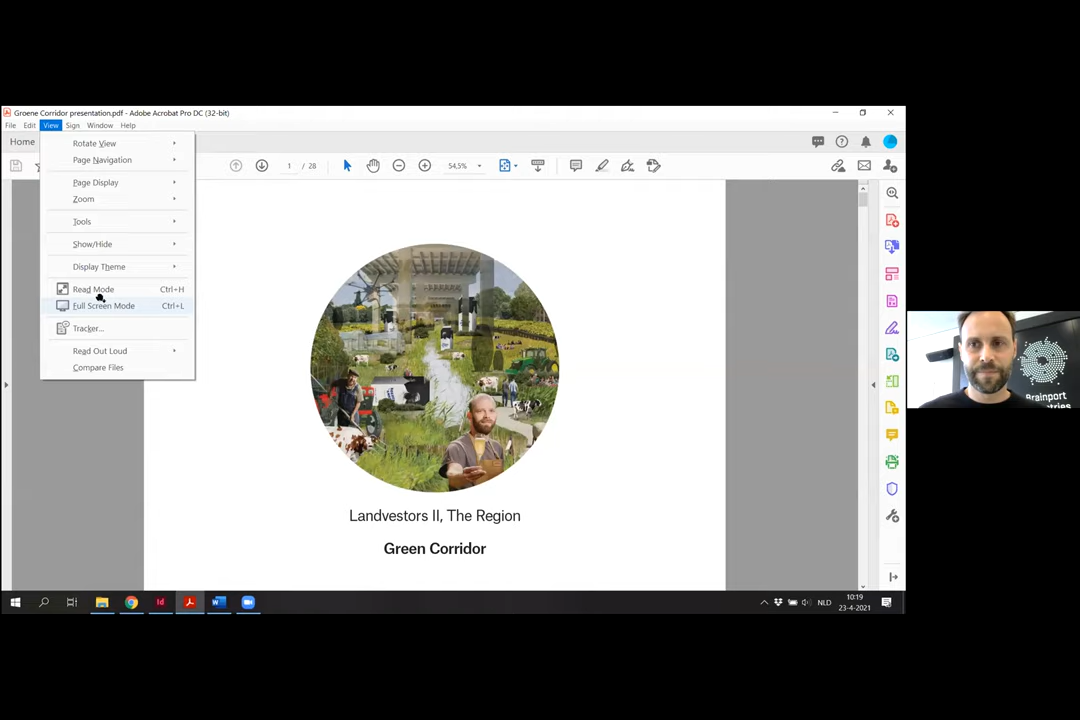 Groene Corridor presentation.pdf - Adobe Acrobat Pro DC (32-bit)
File Edit View Sign Window Help
Home
1 / 28
54,5%
Rotate View
Page Navigation
Page Display
Zoom
Tools
Show/Hide
Display Theme
Read Mode Ctrl+H
Full Screen Mode Ctrl+L
Tracker...
Read Out Loud
Compare Files
Landvestors II, The Region
Green Corridor
NLD
10:19
23-4-2021